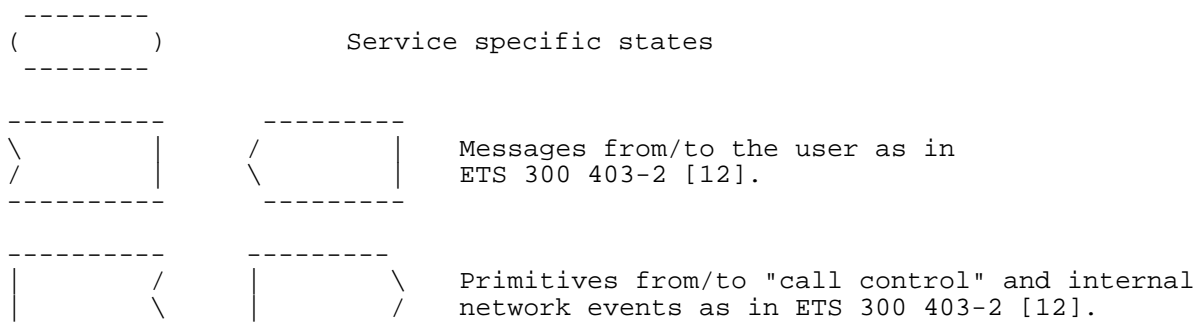 Service specific states
Messages from/to the user as in
ETS 300 403-2 [12].
Primitives from/to "call control" and internal
network events as in ETS 300 403-2 [12].